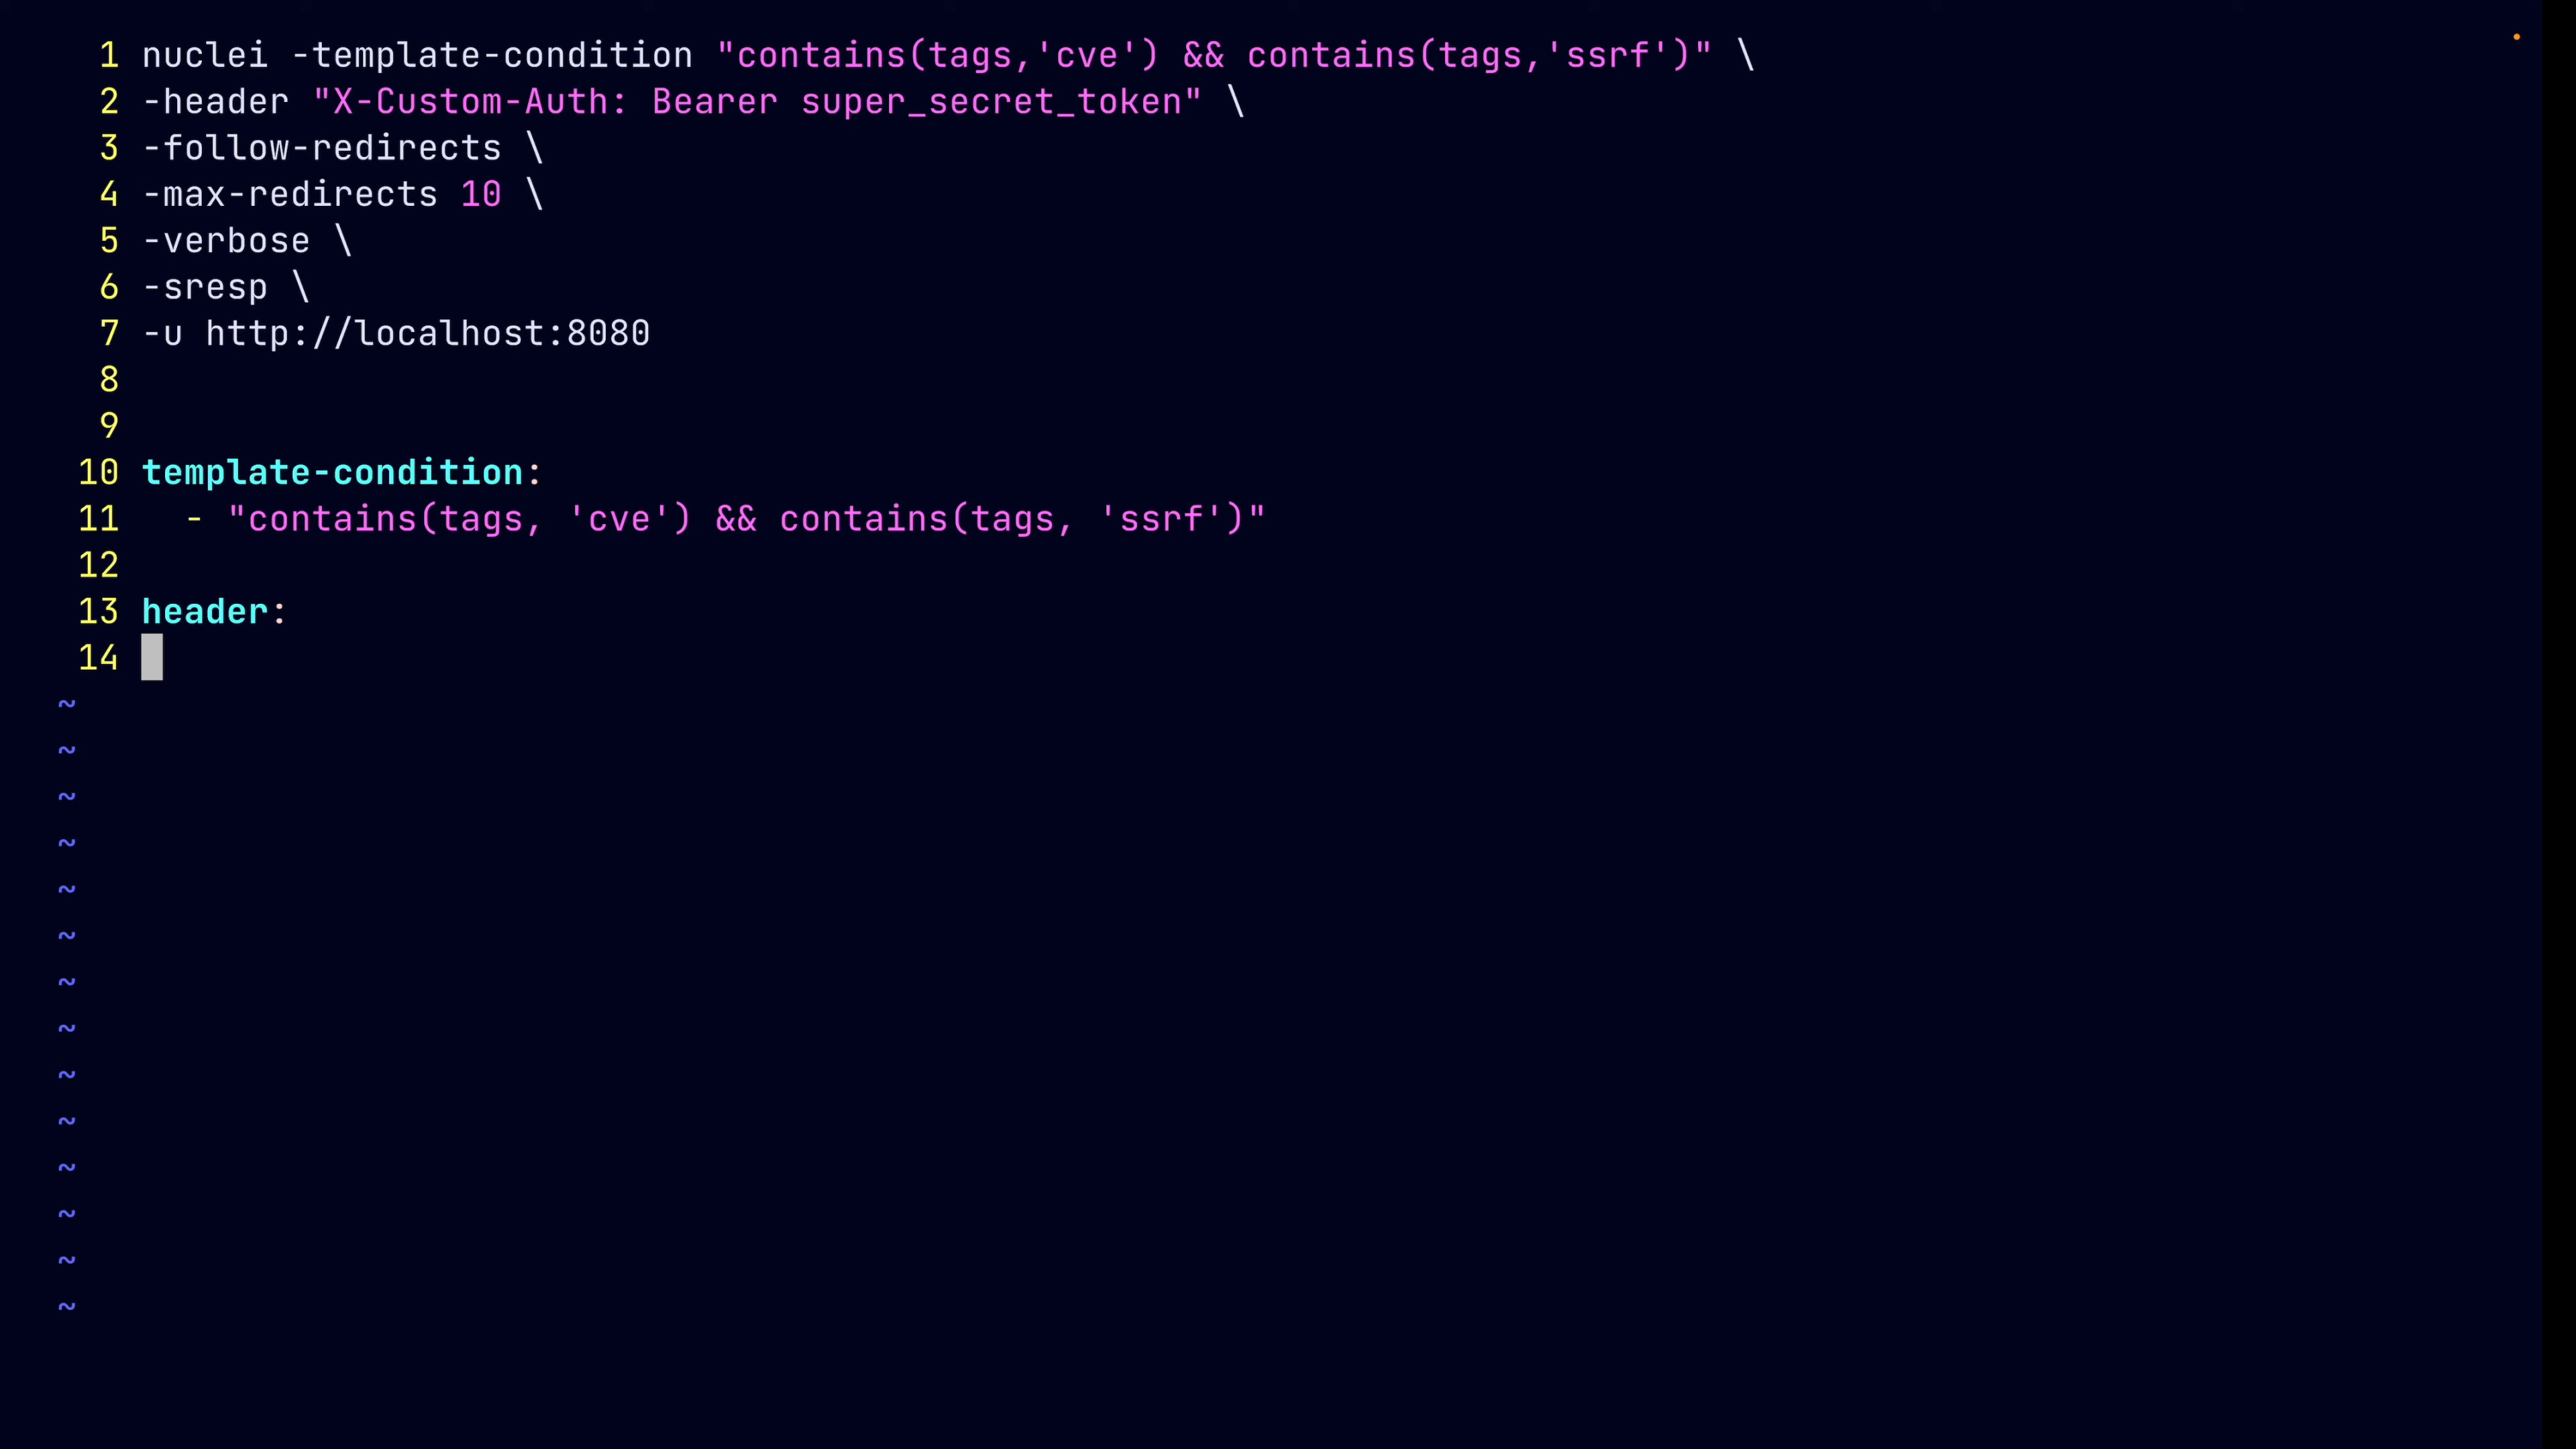 1 nuclei -template-condition "contains(tags,'cve') && contains(tags,'ssrf')" \
2 -header "X-Custom-Auth: Bearer super_secret_token" \
3 -follow-redirects \
4 -max-redirects 10 \
5 -verbose \
6 -sresp \
7 -u http://localhost:8080
8
9
10 template-condition:
11   - "contains(tags, 'cve') && contains(tags, 'ssrf')"
12
13 header:
14
~
~
~
~
~
~
~
~
~
~
~
~
~
~